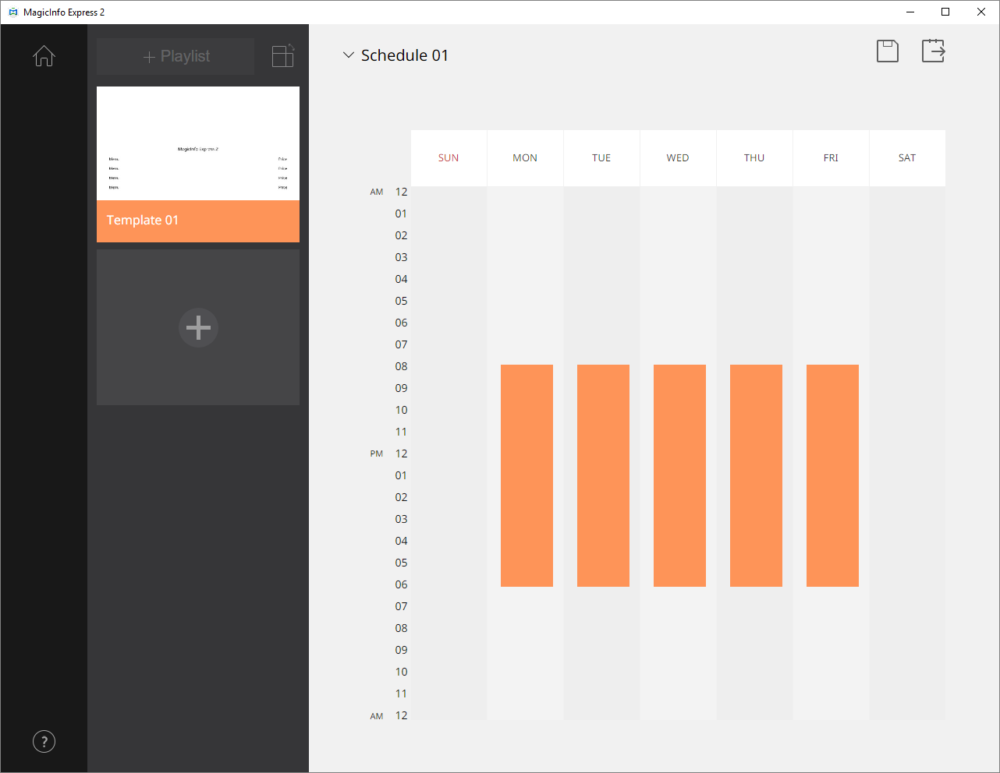 MagicInfo Express 2
+ Playlist
Schedule 01
MagicInfo Express 2
Menu Price
Menu Price
Menu Price
Menu Price
Template 01
SUN MON TUE WED THU FRI SAT
AM 12
01
02
03
04
05
06
07
08
09
10
11
PM 12
01
02
03
04
05
06
07
08
09
10
11
AM 12
?